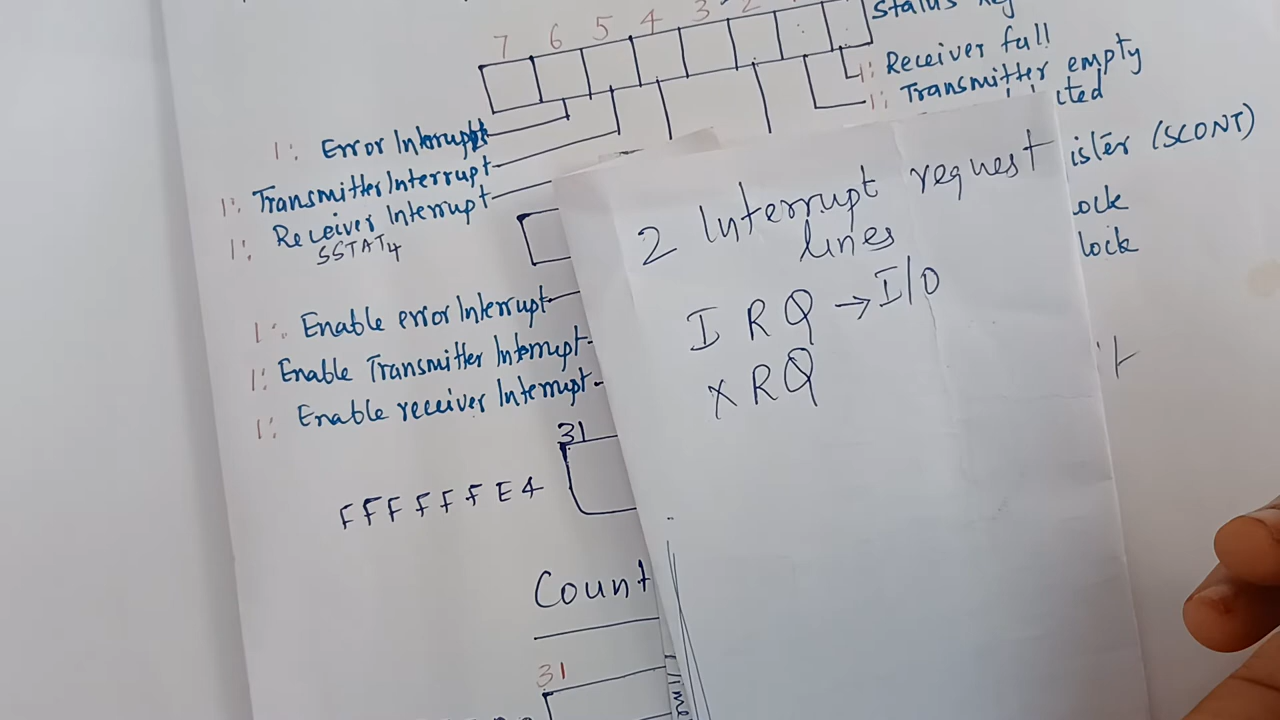 7 6 5 4 3 2
Status
1: Receiver full
1: Transmitter empty
1: Error Interrupt
1: Transmitter Interrupt
1: Receiver Interrupt
SSTAT4
ister (SCONT)
ock
lock
1: Enable error Interrupt
1: Enable Transmitter Interrupt
1: Enable receiver Interrupt
31
FFFFFFE4
Count
31
2 Interrupt request
lines
IRQ → I/O
XRQ